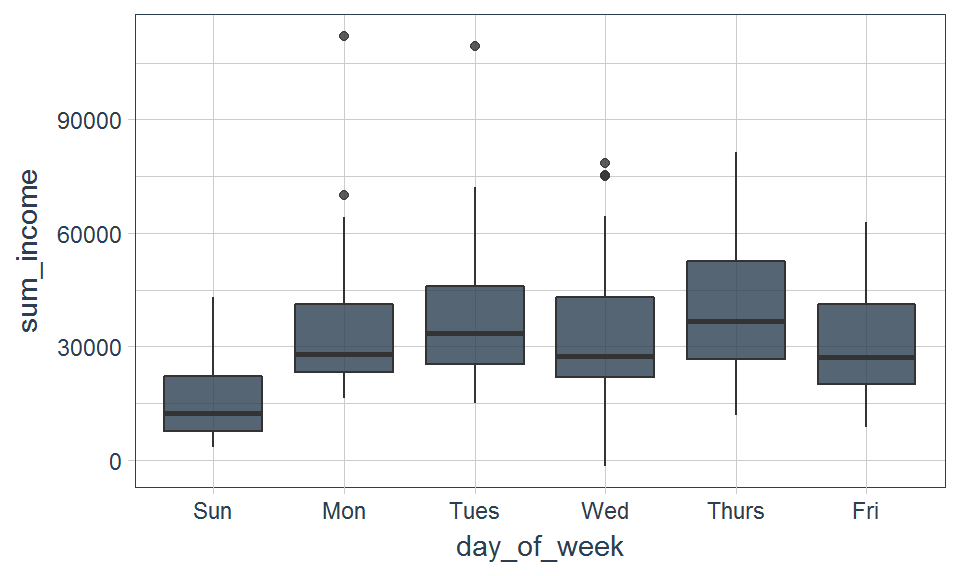 sum_income
90000
60000
30000
0
Sun Mon Tues Wed Thurs Fri
day_of_week